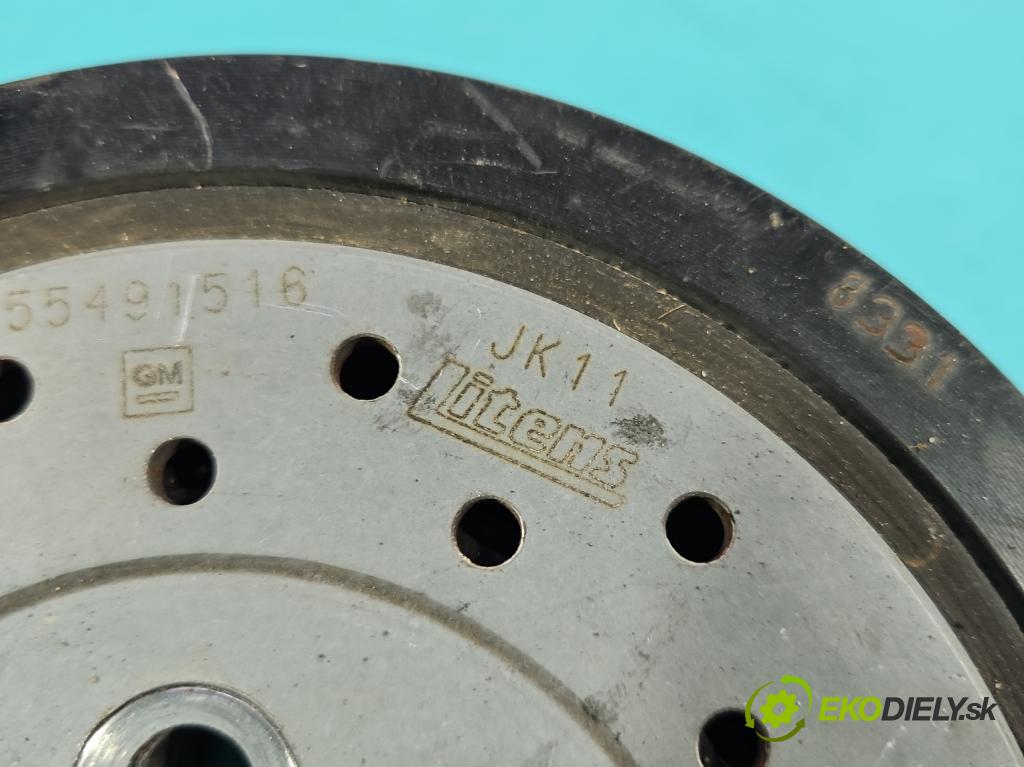 55491516
GM
JK11
litens
8331
EKODIELY.sk